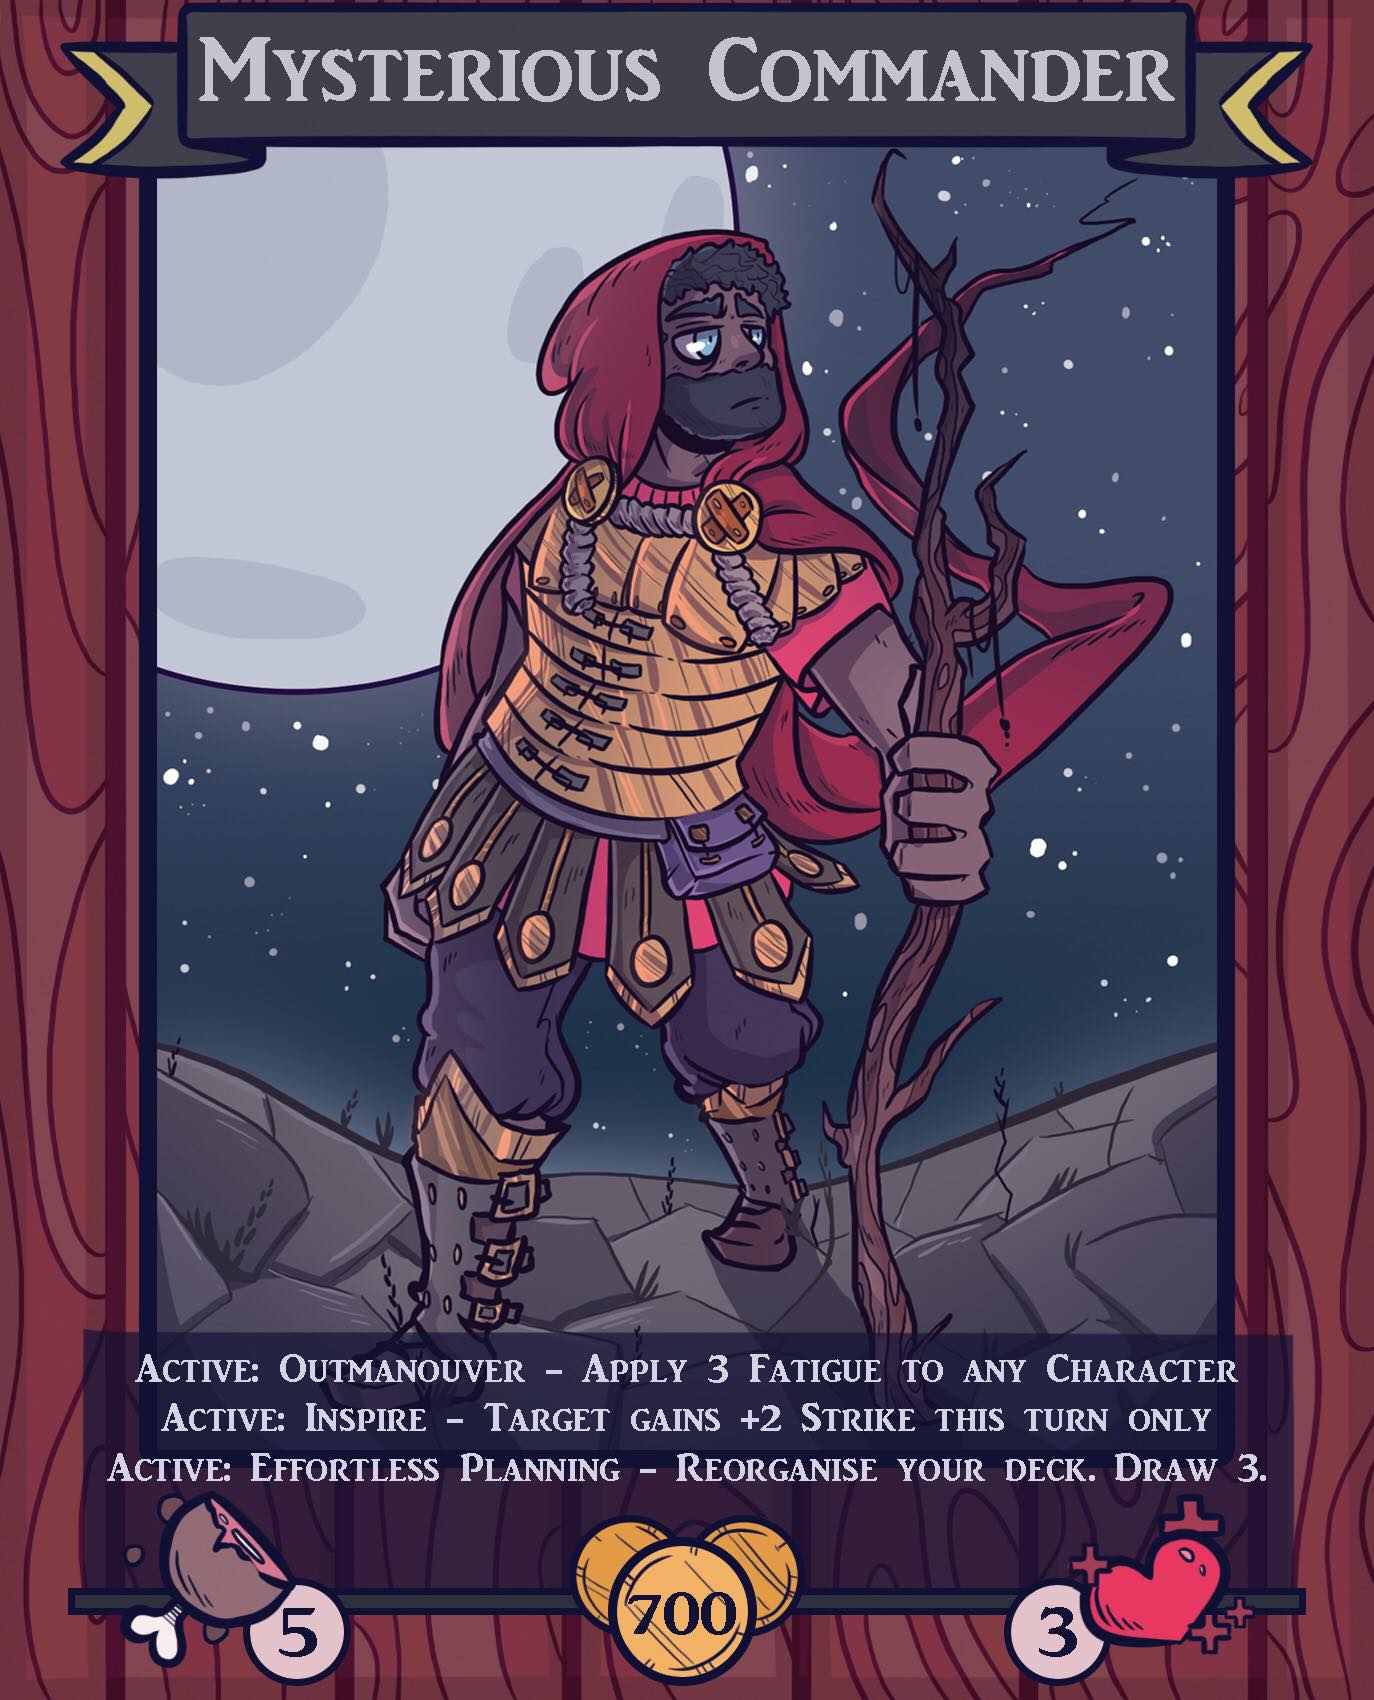 Mysterious Commander
Active: Outmanouver - Apply 3 Fatigue to any Character
Active: Inspire - Target gains +2 Strike this turn only
Active: Effortless Planning - Reorganise your deck. Draw 3.
5 700 3